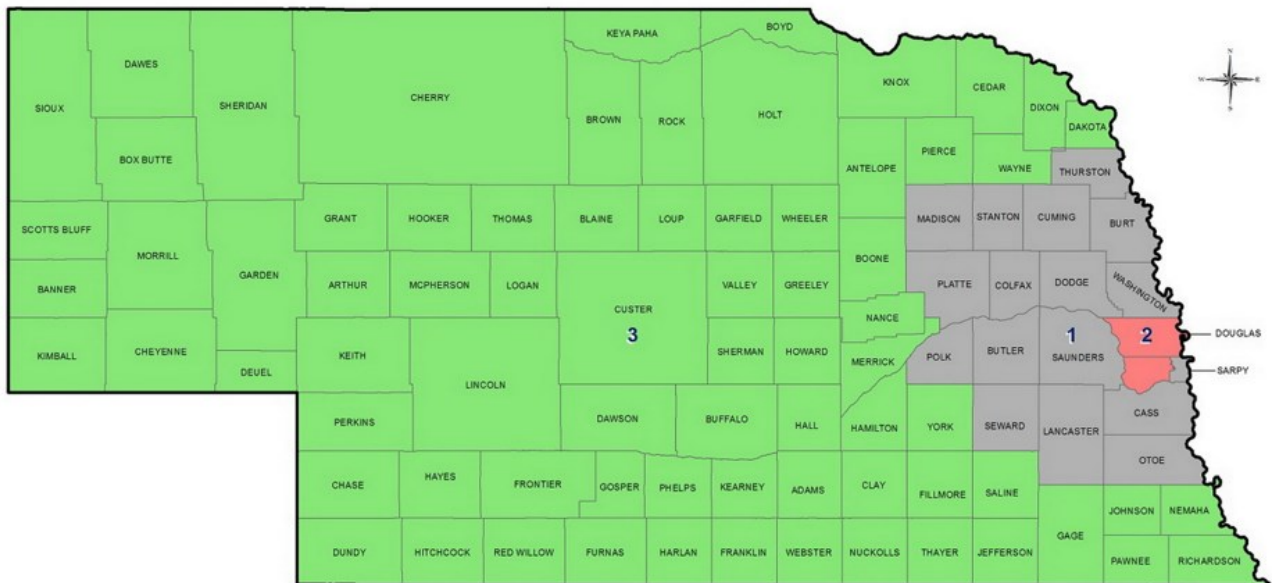 KEYA PAHA
BOYD
DAWES
SIOUX
SHERIDAN
CHERRY
BROWN
ROCK
HOLT
KNOX
CEDAR
DIXON
DAKOTA
N
W
E
S
BOX BUTTE
ANTELOPE
PIERCE
WAYNE
THURSTON
SCOTTS BLUFF
MORRILL
GARDEN
GRANT
HOOKER
THOMAS
BLAINE
LOUP
GARFIELD
WHEELER
BOONE
MADISON
STANTON
CUMING
BURT
BANNER
ARTHUR
MCPHERSON
LOGAN
CUSTER
3
VALLEY
GREELEY
NANCE
PLATTE
COLFAX
DODGE
WASHINGTON
KIMBALL
CHEYENNE
DEUEL
KEITH
LINCOLN
SHERMAN
HOWARD
MERRICK
POLK
BUTLER
1
SAUNDERS
2
DOUGLAS
SARPY
PERKINS
DAWSON
BUFFALO
HALL
HAMILTON
YORK
SEWARD
LANCASTER
CASS
OTOE
CHASE
HAYES
FRONTIER
GOSPER
PHELPS
KEARNEY
ADAMS
CLAY
FILLMORE
SALINE
GAGE
JOHNSON
NEMAHA
DUNDY
HITCHCOCK
RED WILLOW
FURNAS
HARLAN
FRANKLIN
WEBSTER
NUCKOLLS
THAYER
JEFFERSON
PAWNEE
RICHARDSON